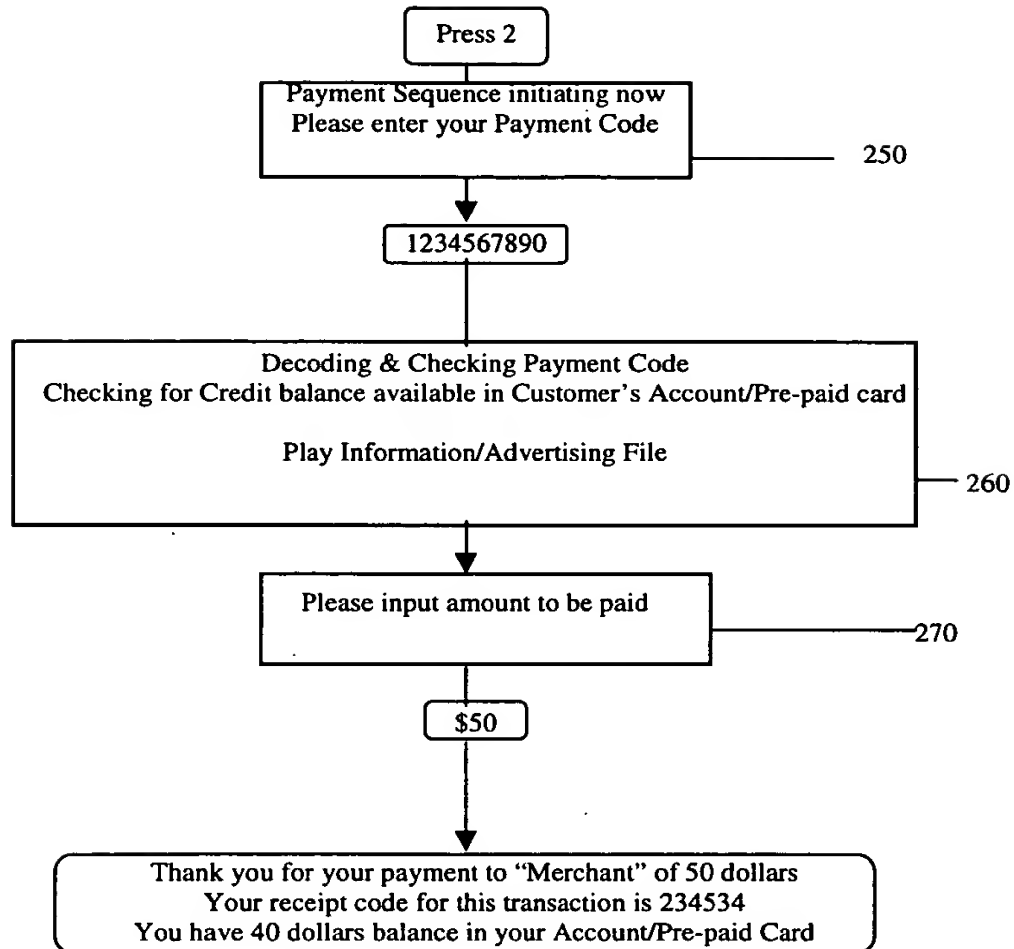 Press 2
Payment Sequence initiating now
Please enter your Payment Code
250
1234567890
Decoding & Checking Payment Code
Checking for Credit balance available in Customer's Account/Pre-paid card
Play Information/Advertising File
260
Please input amount to be paid
270
$50
Thank you for your payment to “Merchant” of 50 dollars
Your receipt code for this transaction is 234534
You have 40 dollars balance in your Account/Pre-paid Card